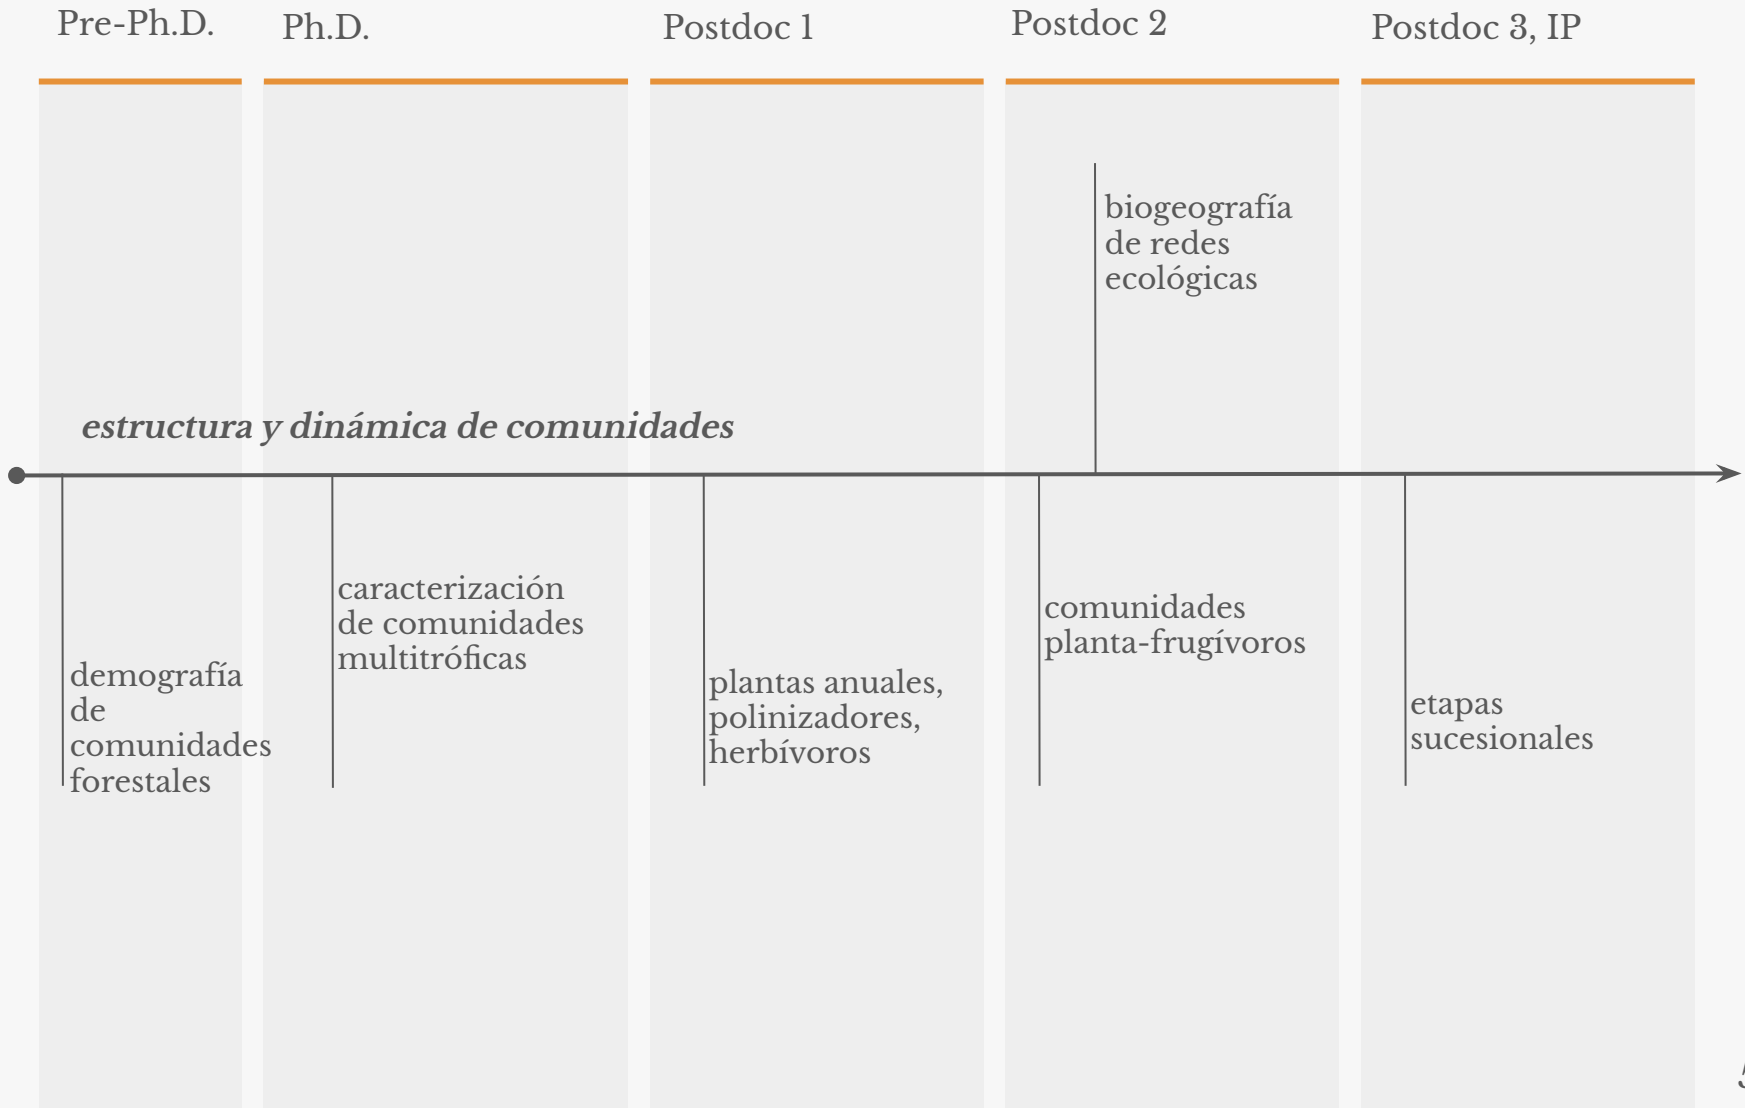 Pre-Ph.D.
Ph.D.
Postdoc 1
Postdoc 2
Postdoc 3, IP
biogeografía
de redes
ecológicas
estructura y dinámica de comunidades
demografía
de
comunidades
forestales
caracterización
de comunidades
multitróficas
plantas anuales,
polinizadores,
herbívoros
comunidades
planta-frugívoros
etapas
sucesionales